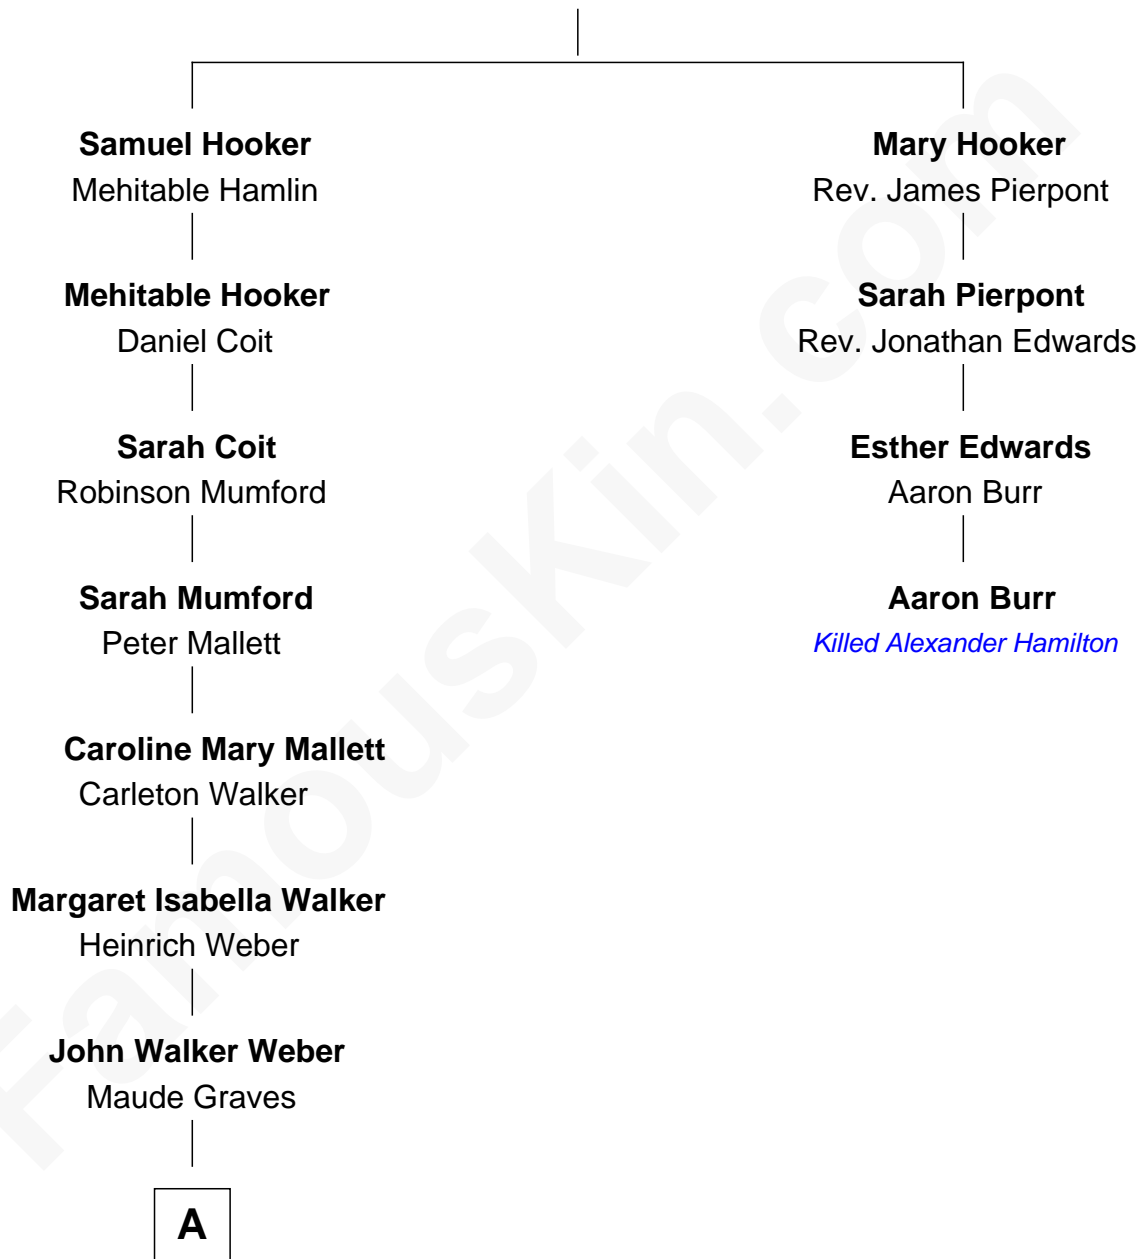 Samuel Hooker
Mehitable Hamlin
Mary Hooker
Rev. James Pierpont
Mehitable Hooker
Daniel Coit
Sarah Pierpont
Rev. Jonathan Edwards
Sarah Coit
Robinson Mumford
Esther Edwards
Aaron Burr
Sarah Mumford
Peter Mallett
Aaron Burr
Killed Alexander Hamilton
Caroline Mary Mallett
Carleton Walker
Margaret Isabella Walker
Heinrich Weber
John Walker Weber
Maude Graves
A
FamousKin.com